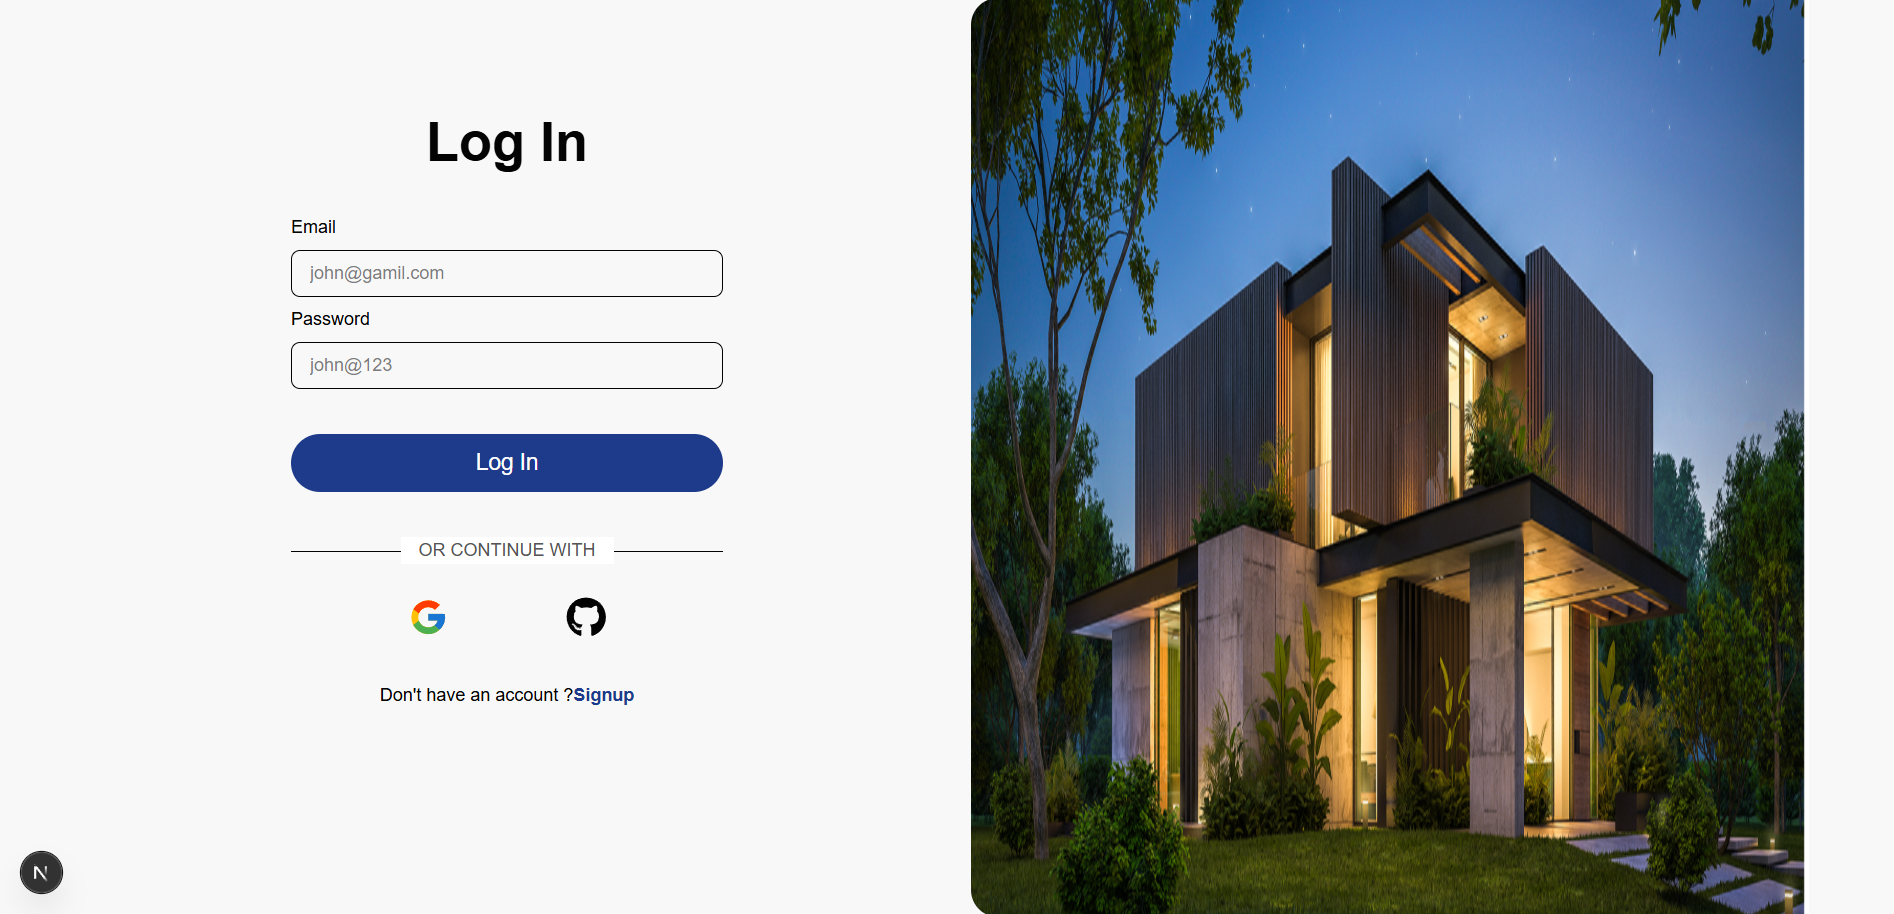 Log In
Email
john@gamil.com
Password
john@123
Log In
OR CONTINUE WITH
Don't have an account ?Signup
N